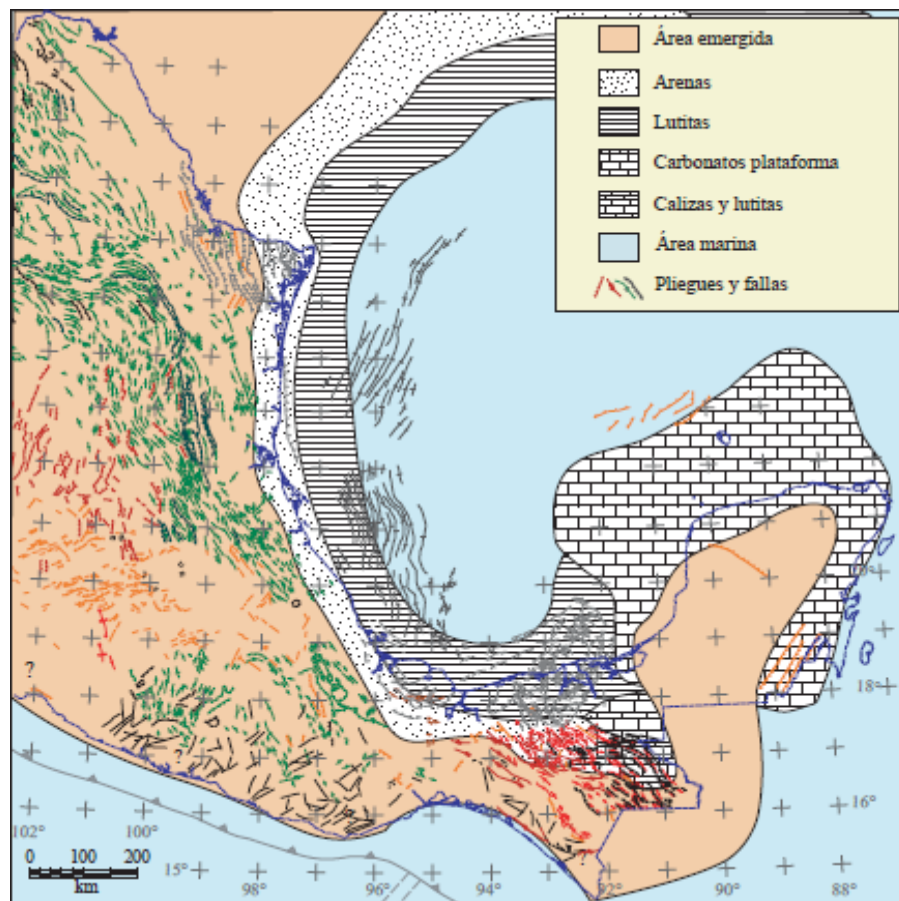 Área emergida
Arenas
Lutitas
Carbonatos plataforma
Calizas y lutitas
Área marina
Pliegues y fallas
?
18°
?
16°
102°
100°
?
0 100 200
km
15°
98°
96°
94°
92°
90°
88°